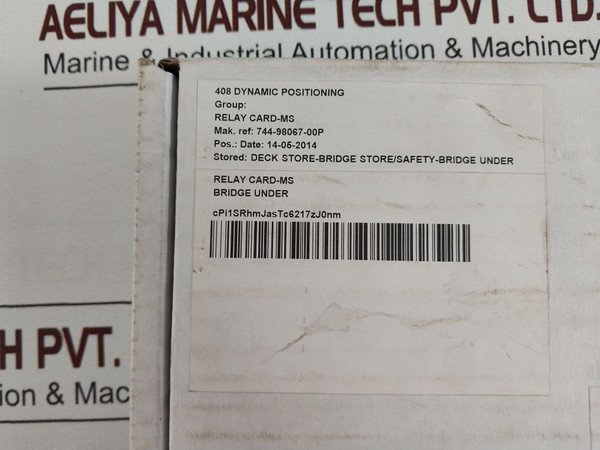 AELIYA MARINE TECH PVT. LTD.
Marine & Industrial Automation & Machinery
408 DYNAMIC POSITIONING
Group:
RELAY CARD-MS
Mak. ref: 744-98067-00P
Pos.: Date: 14-05-2014
Stored: DECK STORE-BRIDGE STORE/SAFETY-BRIDGE UNDER
RELAY CARD-MS
BRIDGE UNDER
cPi1SRhmJasTc6217zJ0nm
H PVT.
ion & Mac